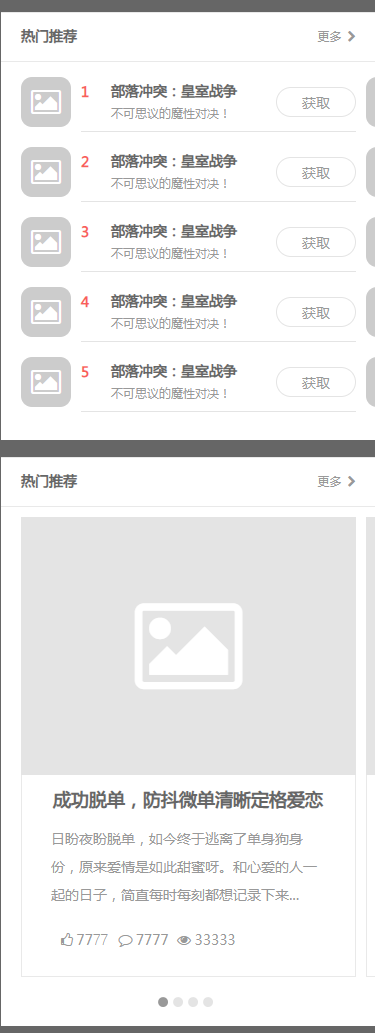 热门推荐 更多
1 部落冲突：皇室战争
不可思议的魔性对决！
获取
2 部落冲突：皇室战争
不可思议的魔性对决！
获取
3 部落冲突：皇室战争
不可思议的魔性对决！
获取
4 部落冲突：皇室战争
不可思议的魔性对决！
获取
5 部落冲突：皇室战争
不可思议的魔性对决！
获取
热门推荐 更多
成功脱单，防抖微单清晰定格爱恋
日盼夜盼脱单，如今终于逃离了单身狗身
份，原来爱情是如此甜蜜呀。和心爱的人一
起的日子，简直每时每刻都想记录下来...
7777 7777 33333